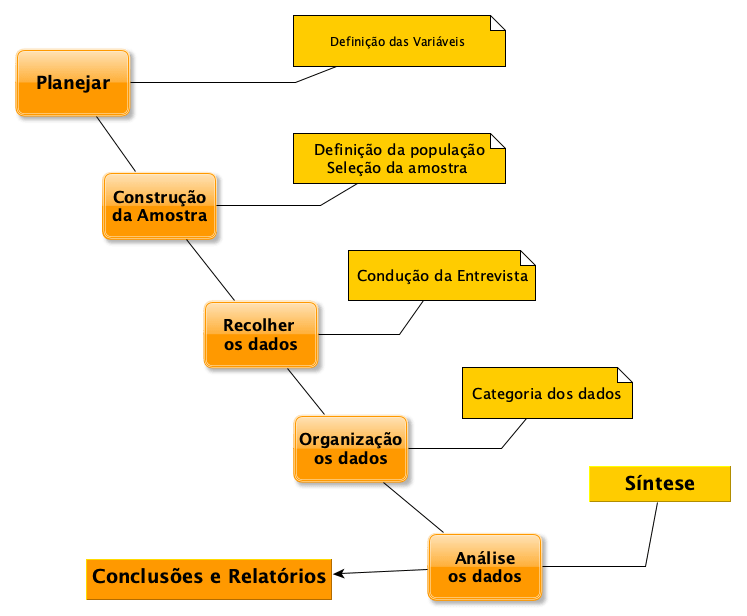 Definição das Variáveis
Planejar
Definição da população
Seleção da amostra
Construção
da Amostra
Condução da Entrevista
Recolher
os dados
Categoria dos dados
Organização
os dados
Síntese
Análise
os dados
Conclusões e Relatórios